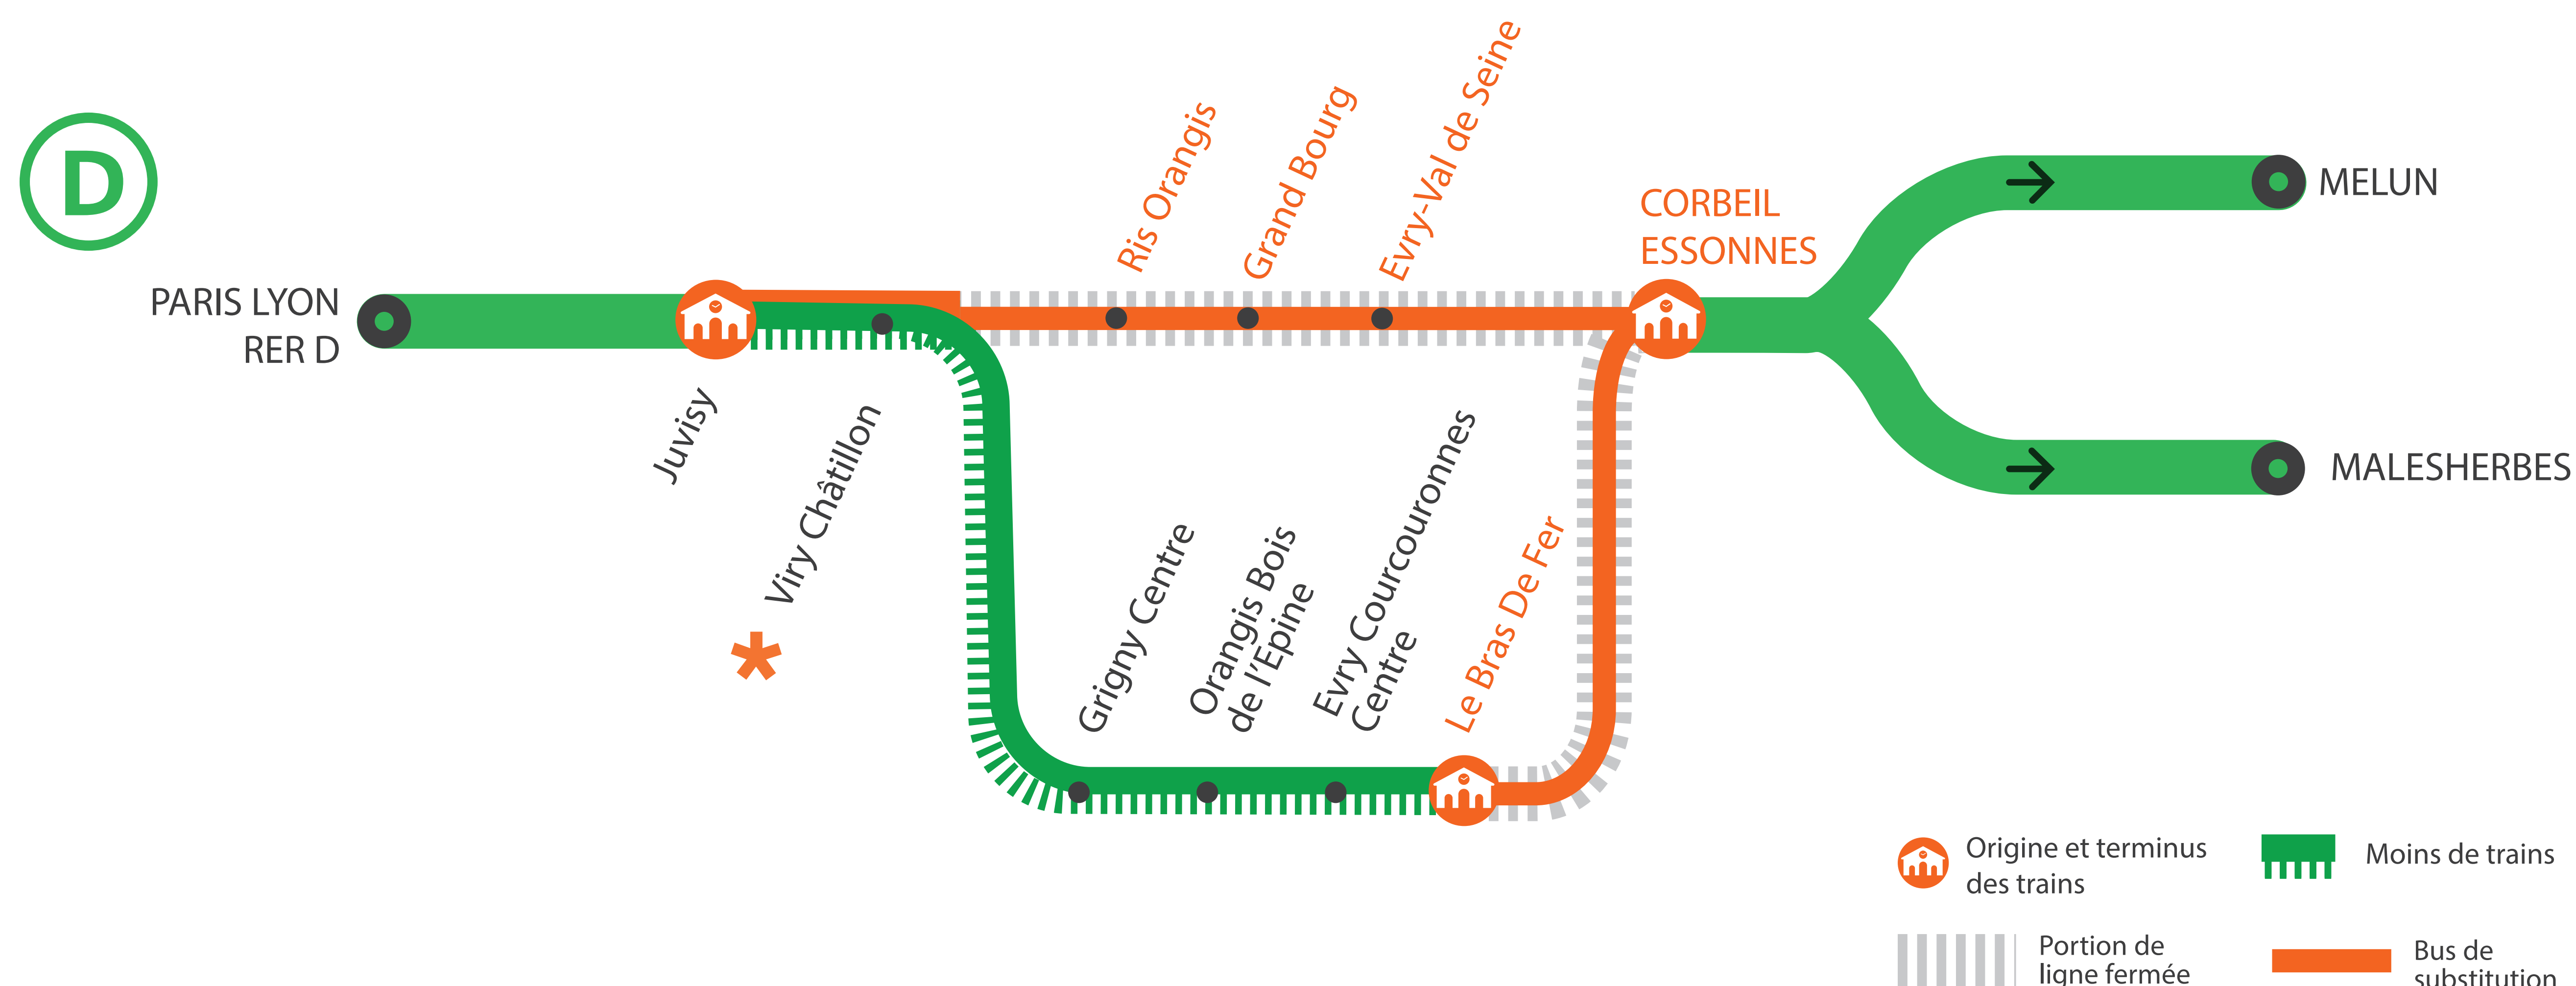 D
PARIS LYON
RER D
Juvisy
Viry Châtillon
*
Ris Orangis
Grand Bourg
Evry-Val de Seine
CORBEIL
ESSONNES
MELUN
MALESHERBES
Grigny Centre
Orangis Bois
de l'Epine
Evry Courcouronnes
Centre
Le Bras De Fer
Origine et terminus
des trains
Moins de trains
Portion de
ligne fermée
Bus de
substitution